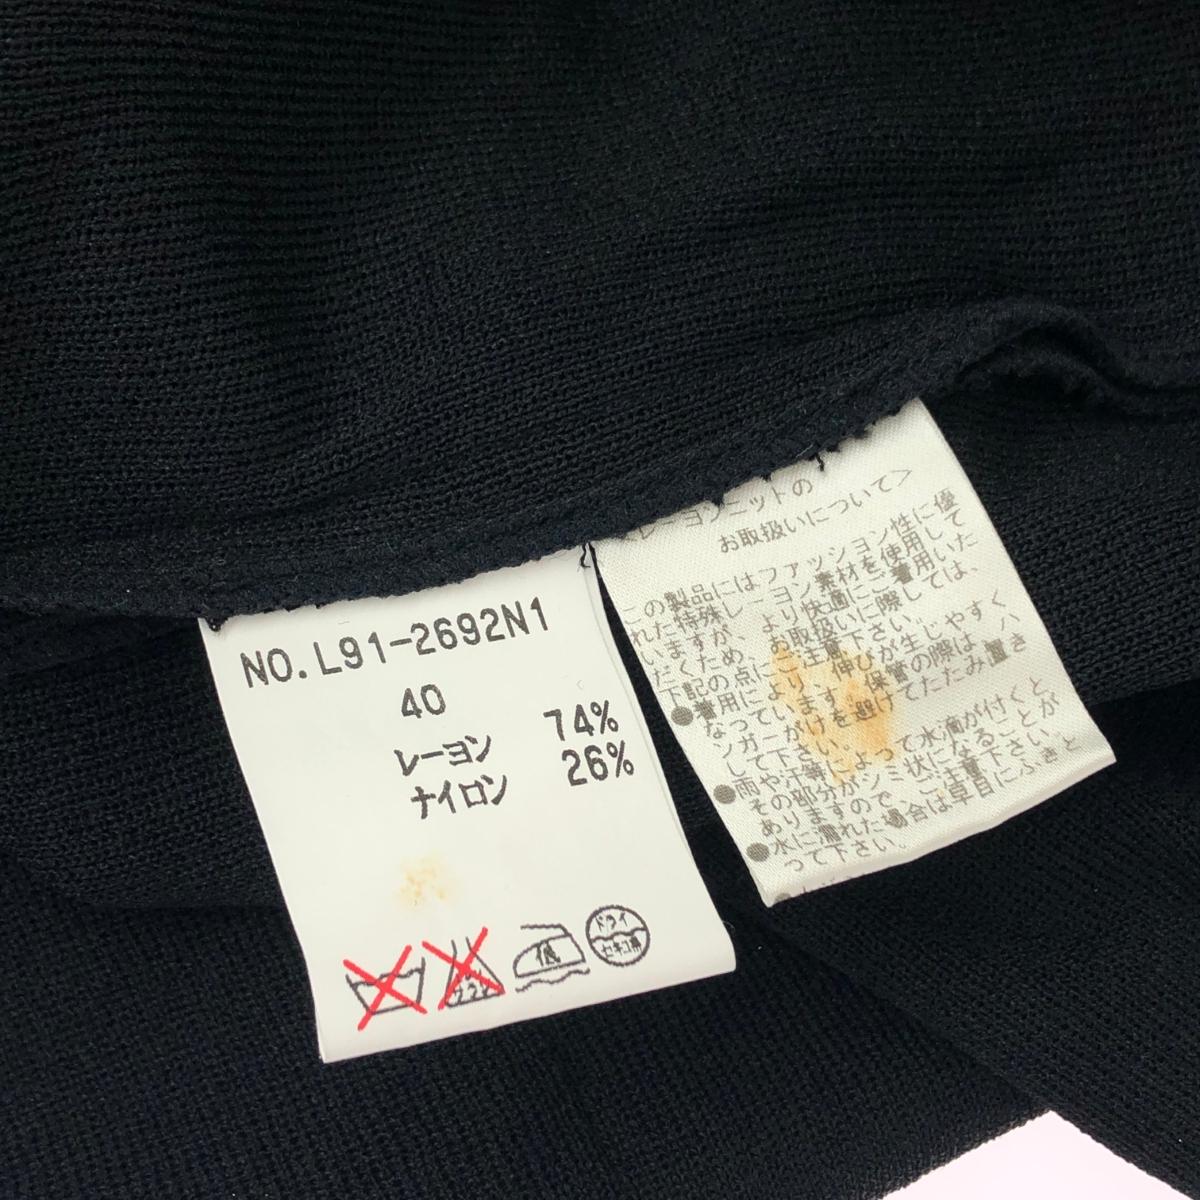 NO.L91-2692N1
40
レーヨン 74%
ナイロン 26%
エンソ
低
ドライ
セキユ系
レーヨンニットの
お取扱いについて>
この製品にはファッション性に優
れた特殊レーヨン素材を使用して
いますが、より快適にご着用いた
だくため、お取扱いに際しては、
下記の点にご注意下さい。
●着用により、伸びが生じやすく
なっています。保管の際は、ハ
ンガーがけを避けてたたみ置き
して下さい。
●雨や汗等によって水滴が付くと
その部分がシミ状になることが
ありますので、ご注意下さい。
●水に濡れた場合は早目にふきと
って下さい。